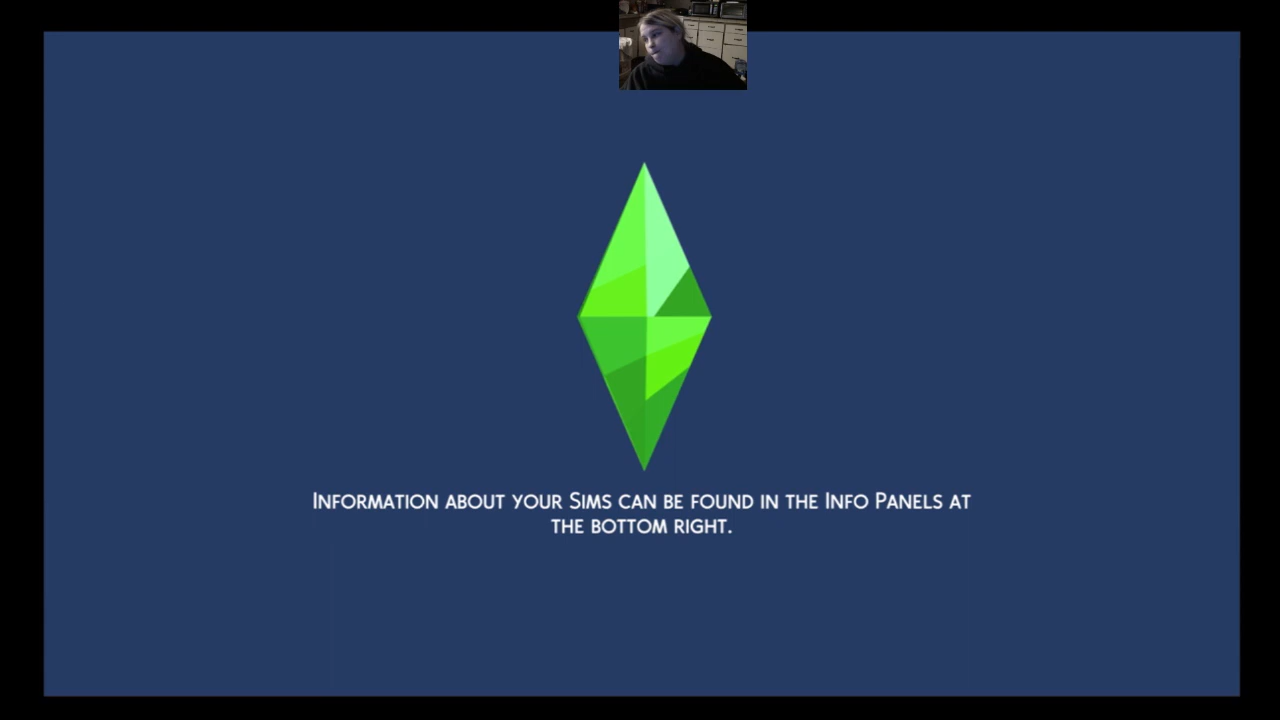 Information about your Sims can be found in the Info Panels at
the bottom right.